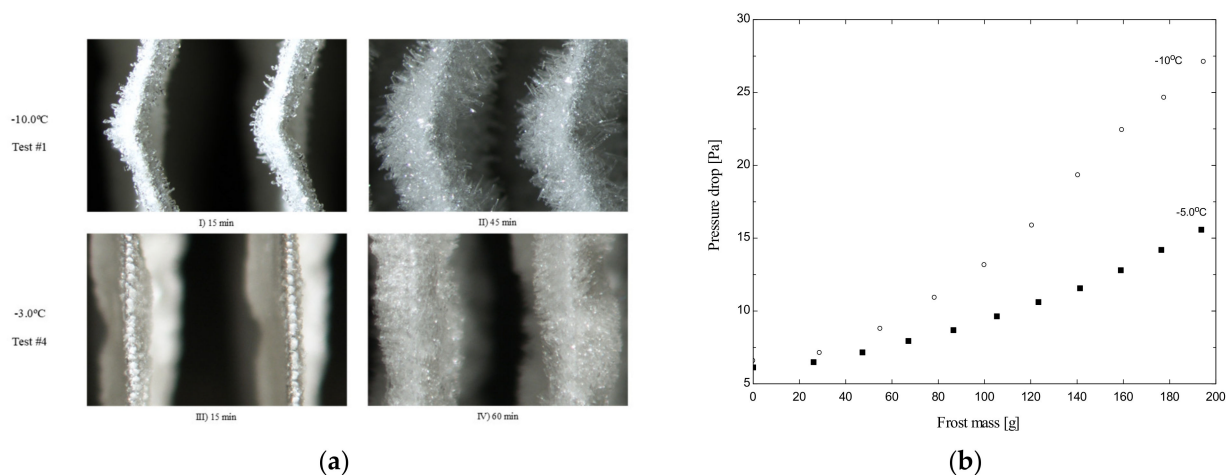 -10.0ºC
Test #1
I) 15 min
II) 45 min
-3.0ºC
Test #4
III) 15 min
IV) 60 min
(a)
30
25
20
15
10
5
Pressure drop [Pa]
-10ºC
-5.0ºC
0 20 40 60 80 100 120 140 160 180 200
Frost mass [g]
(b)